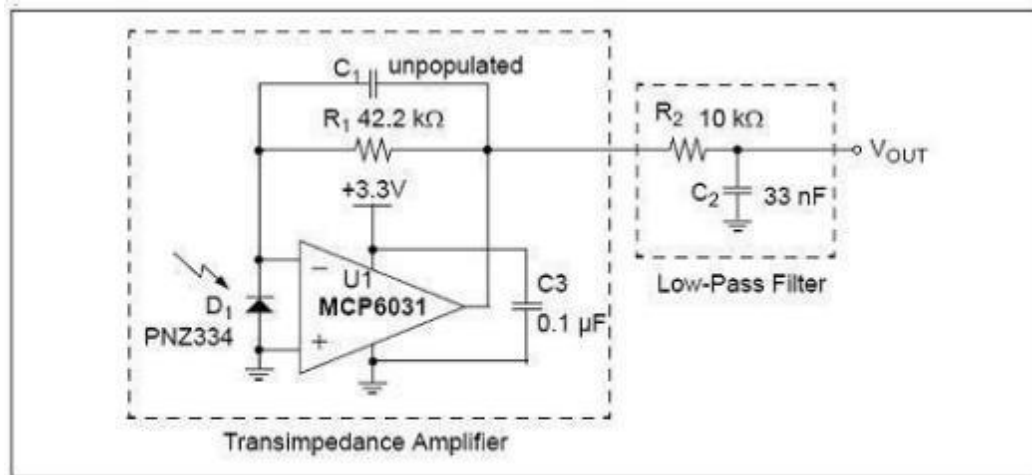 C1 unpopulated
R1 42.2 kΩ
+3.3V
U1
MCP6031
D1
PNZ334
−
+
C3
0.1 µF
Transimpedance Amplifier
R2 10 kΩ
C2 33 nF
VOUT
Low-Pass Filter